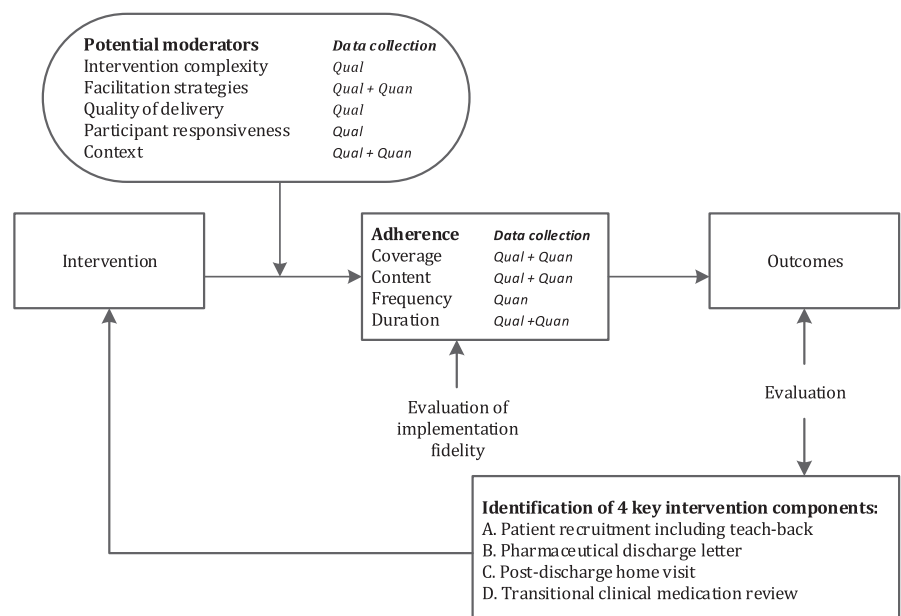 Potential moderators Data collection
Intervention complexity Qual
Facilitation strategies Qual + Quan
Quality of delivery Qual
Participant responsiveness Qual
Context Qual + Quan
Intervention
Adherence Data collection
Coverage Qual + Quan
Content Qual + Quan
Frequency Quan
Duration Qual +Quan
Outcomes
Evaluation of
implementation
fidelity
Evaluation
Identification of 4 key intervention components:
A. Patient recruitment including teach-back
B. Pharmaceutical discharge letter
C. Post-discharge home visit
D. Transitional clinical medication review